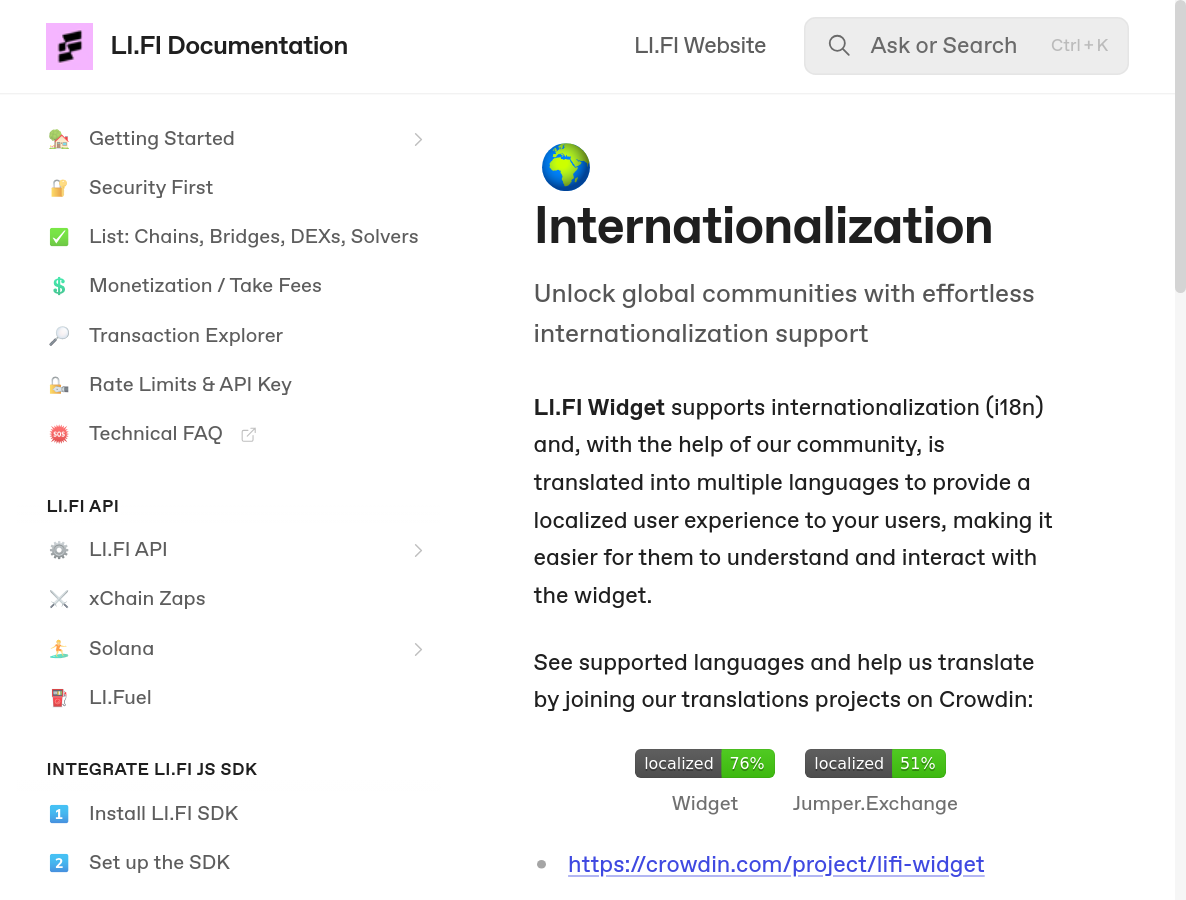 LI.FI Documentation
LI.FI Website
Ask or Search
Ctrl + K
Getting Started
Security First
List: Chains, Bridges, DEXs, Solvers
Monetization / Take Fees
Transaction Explorer
Rate Limits & API Key
SOS
Technical FAQ
LI.FI API
LI.FI API
xChain Zaps
Solana
LI.Fuel
INTEGRATE LI.FI JS SDK
1 Install LI.FI SDK
2 Set up the SDK
Internationalization
Unlock global communities with effortless
internationalization support
LI.FI Widget supports internationalization (i18n)
and, with the help of our community, is
translated into multiple languages to provide a
localized user experience to your users, making it
easier for them to understand and interact with
the widget.
See supported languages and help us translate
by joining our translations projects on Crowdin:
localized 76%
localized 51%
Widget
Jumper.Exchange
https://crowdin.com/project/lifi-widget